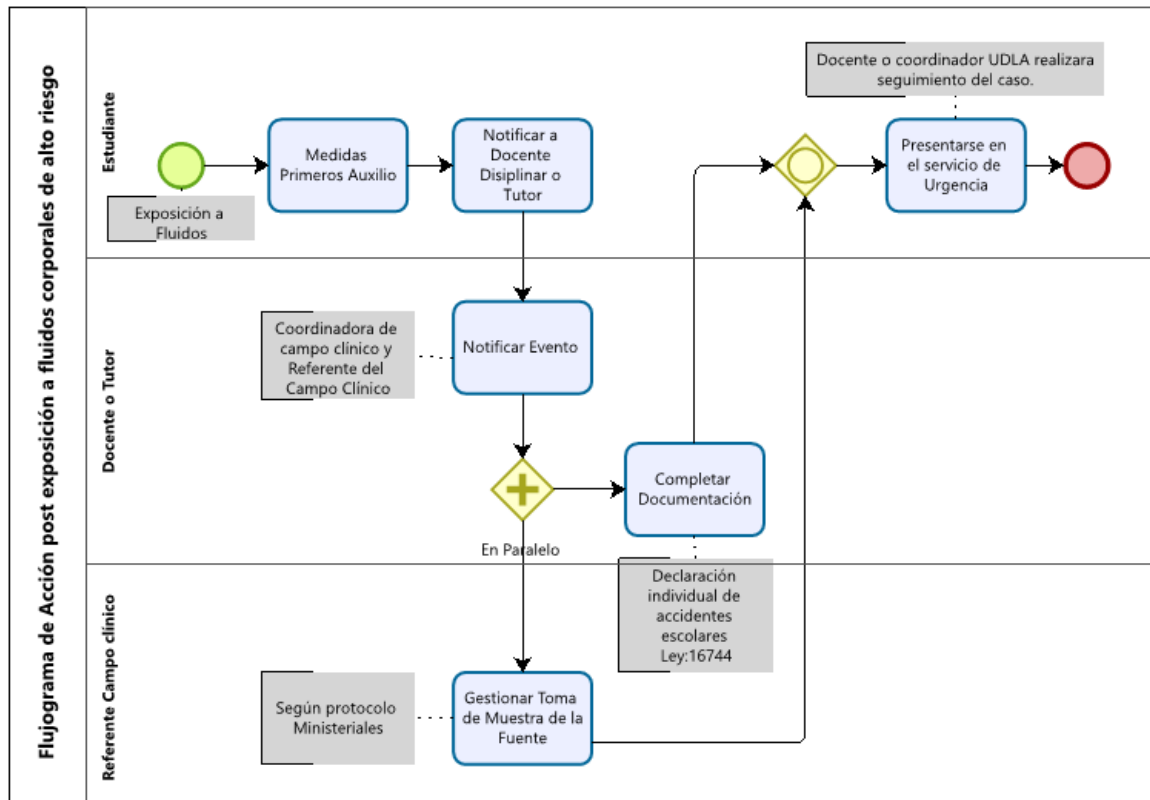 Flujograma de Acción post exposición a fluidos corporales de alto riesgo
Estudiante
Exposición a
Fluidos
Medidas
Primeros Auxilio
Notificar a
Docente
Disiplinar o
Tutor
Docente o coordinador UDLA realizara
seguimiento del caso.
Presentarse en
el servicio de
Urgencia
Docente o Tutor
Coordinadora de
campo clínico y
Referente del
Campo Clínico
Notificar Evento
En Paralelo
Completar
Documentación
Declaración
individual de
accidentes
escolares
Ley:16744
Referente Campo clínico
Según protocolo
Ministeriales
Gestionar Toma
de Muestra de la
Fuente